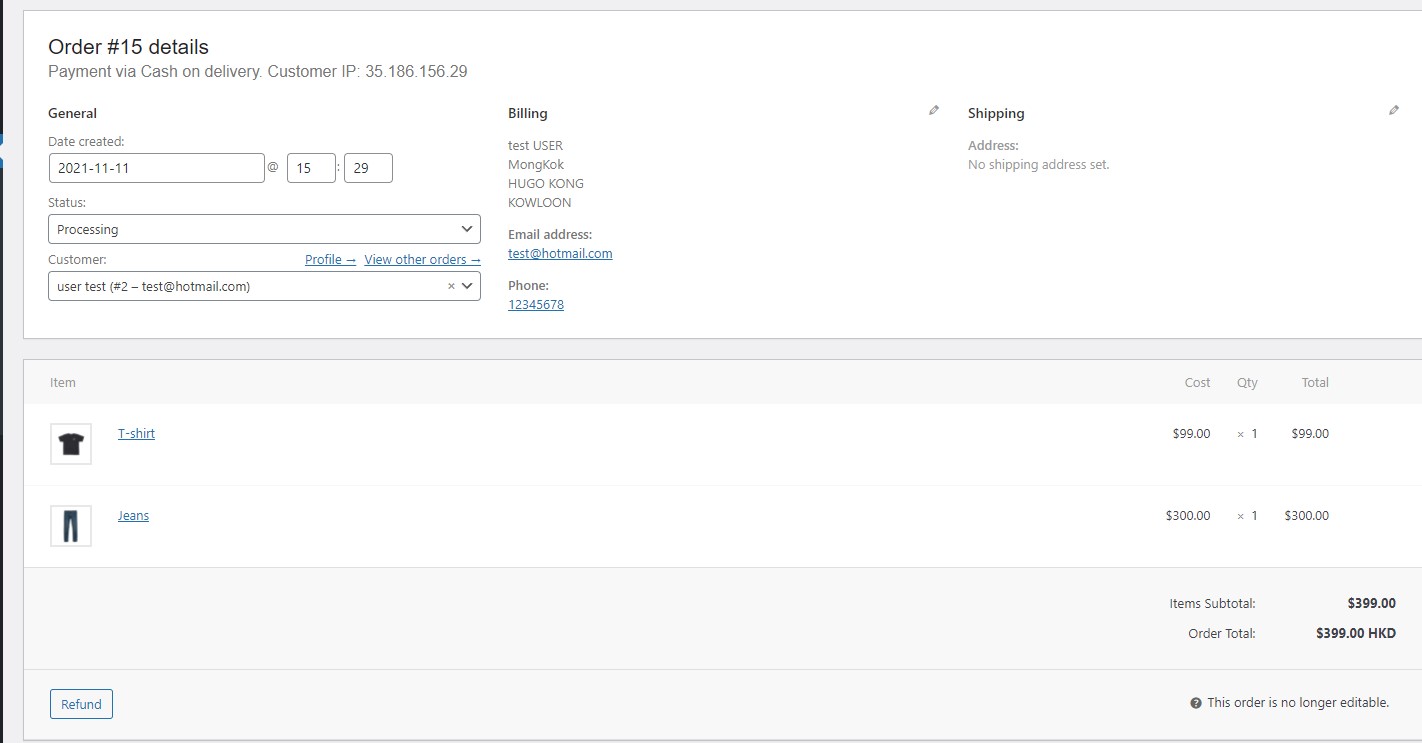 Order #15 details
Payment via Cash on delivery. Customer IP: 35.186.156.29
General
Date created:
2021-11-11 @ 15 : 29
Status:
Processing
Customer: Profile → View other orders →
user test (#2 – test@hotmail.com) ×
Billing
test USER
MongKok
HUGO KONG
KOWLOON
Email address:
test@hotmail.com
Phone:
12345678
Shipping
Address:
No shipping address set.
Item Cost Qty Total
T-shirt $99.00 × 1 $99.00
Jeans $300.00 × 1 $300.00
Items Subtotal: $399.00
Order Total: $399.00 HKD
Refund ? This order is no longer editable.